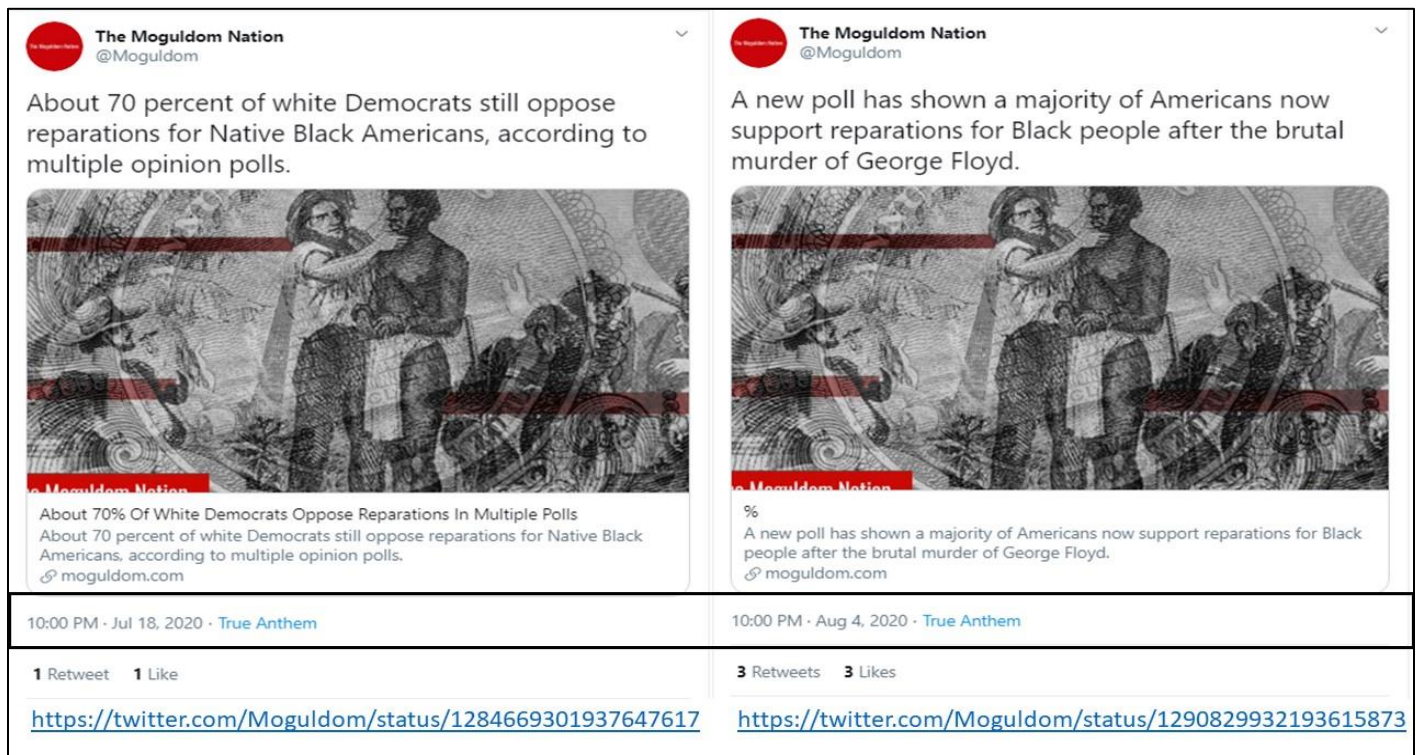 The Moguldom Nation
@Moguldom
About 70 percent of white Democrats still oppose
reparations for Native Black Americans, according to
multiple opinion polls.
The Moguldom Nation
About 70% Of White Democrats Oppose Reparations In Multiple Polls
About 70 percent of white Democrats still oppose reparations for Native Black
Americans, according to multiple opinion polls.
moguldom.com
10:00 PM · Jul 18, 2020 · True Anthem
1 Retweet 1 Like
https://twitter.com/Moguldom/status/1284669301937647617
The Moguldom Nation
@Moguldom
A new poll has shown a majority of Americans now
support reparations for Black people after the brutal
murder of George Floyd.
%
A new poll has shown a majority of Americans now support reparations for Black
people after the brutal murder of George Floyd.
moguldom.com
10:00 PM · Aug 4, 2020 · True Anthem
3 Retweets 3 Likes
https://twitter.com/Moguldom/status/1290829932193615873